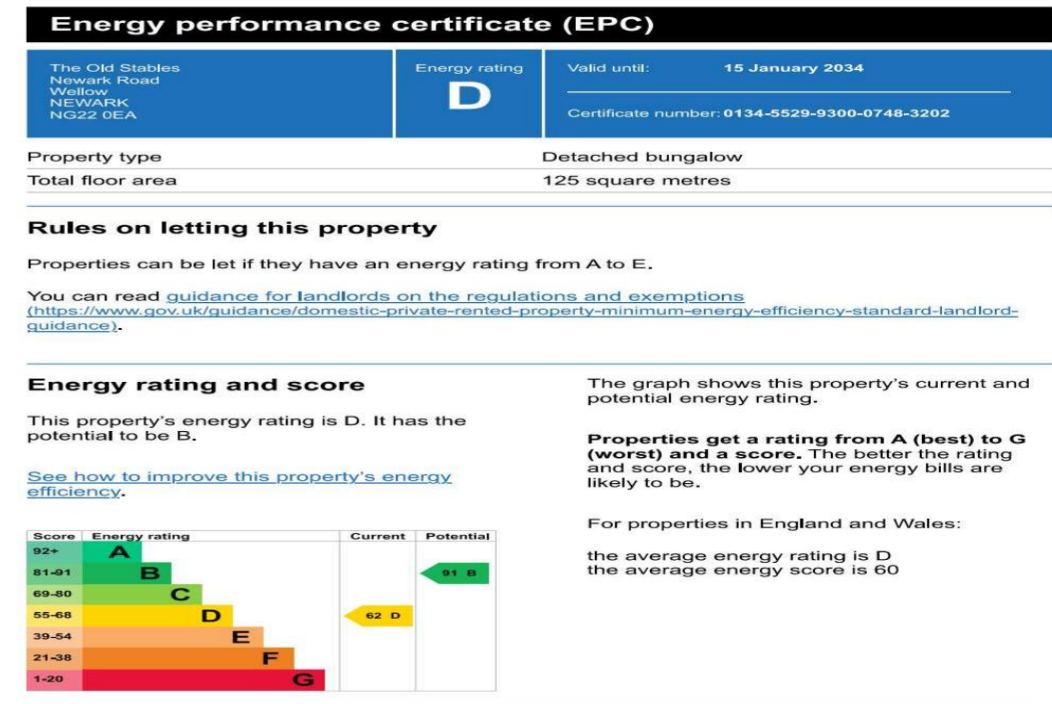 Energy performance certificate (EPC)
The Old Stables
Newark Road
Wellow
NEWARK
NG22 0EA
Energy rating
D
Valid until: 15 January 2034
Certificate number: 0134-5529-9300-0748-3202
Property type Detached bungalow
Total floor area 125 square metres
Rules on letting this property
Properties can be let if they have an energy rating from A to E.
You can read guidance for landlords on the regulations and exemptions
(https://www.gov.uk/guidance/domestic-private-rented-property-minimum-energy-efficiency-standard-landlord-
guidance).
Energy rating and score
This property's energy rating is D. It has the
potential to be B.
See how to improve this property's energy
efficiency.
Score Energy rating Current Potential
92+ A
81-91 B 91 B
69-80 C
55-68 D 62 D
39-54 E
21-38 F
1-20 G
The graph shows this property's current and
potential energy rating.
Properties get a rating from A (best) to G
(worst) and a score. The better the rating
and score, the lower your energy bills are
likely to be.
For properties in England and Wales:
the average energy rating is D
the average energy score is 60